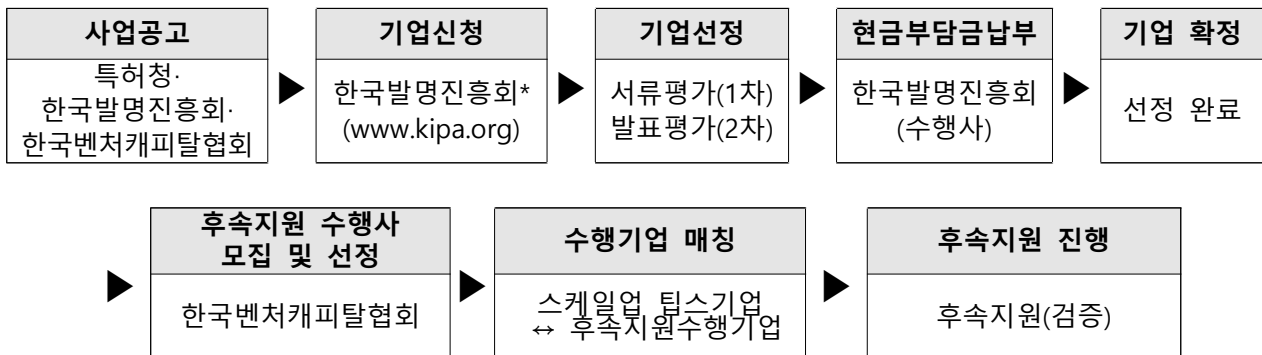 사업공고
특허청·
한국발명진흥회·
한국벤처캐피탈협회
기업신청
한국발명진흥회*
(www.kipa.org)
기업선정
서류평가(1차)
발표평가(2차)
현금부담금납부
한국발명진흥회
(수행사)
기업 확정
선정 완료
후속지원 수행사
모집 및 선정
한국벤처캐피탈협회
수행기업 매칭
스케일업 팁스기업
↔ 후속지원수행기업
후속지원 진행
후속지원(검증)